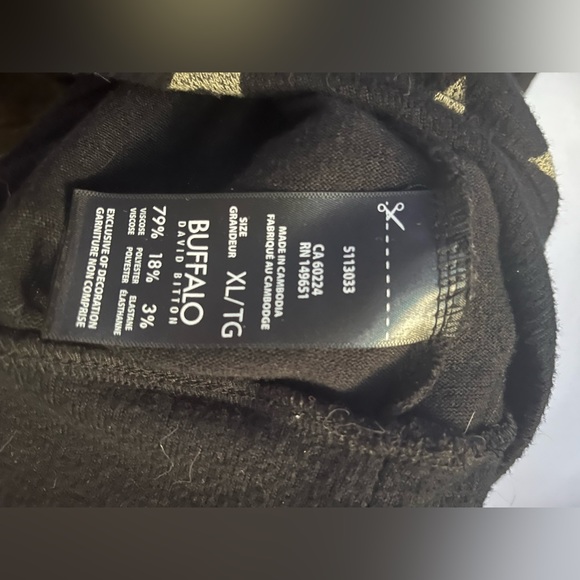 5113033
CA 60224
RN 149651
MADE IN CAMBODIA
FABRIQUÉ AU CAMBODGE
SIZE
GRANDEUR XL/TG
BUFFALO
DAVID BITTON
79% VISCOSE VISCOSE
18% POLYESTER POLYESTER
3% ELASTANE ÉLASTHANNE
EXCLUSIVE OF DECORATION
GARNITURE NON COMPRISE